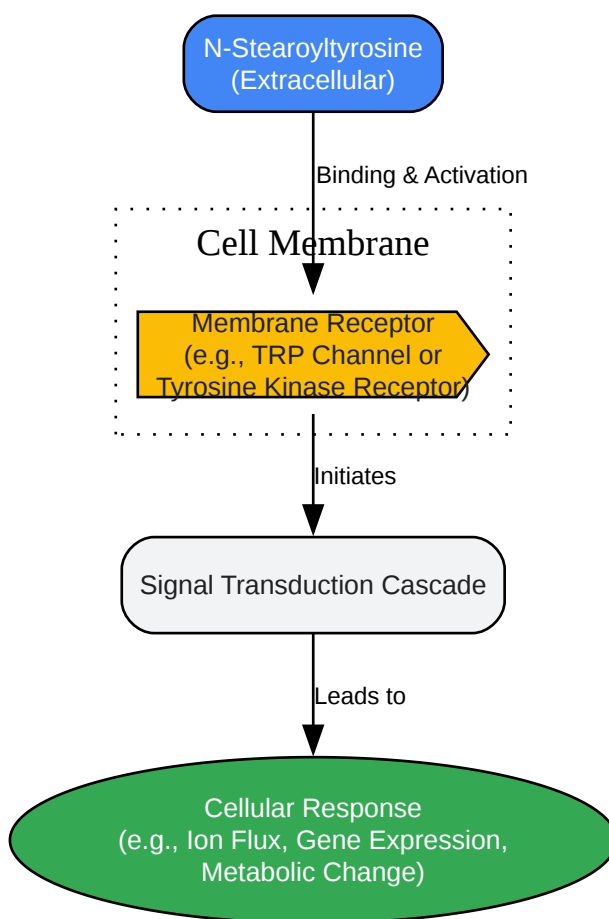 N-Stearoyltyrosine
(Extracellular)
Binding & Activation
Cell Membrane
Membrane Receptor
(e.g., TRP Channel or
Tyrosine Kinase Receptor)
Initiates
Signal Transduction Cascade
Leads to
Cellular Response
(e.g., Ion Flux, Gene Expression,
Metabolic Change)